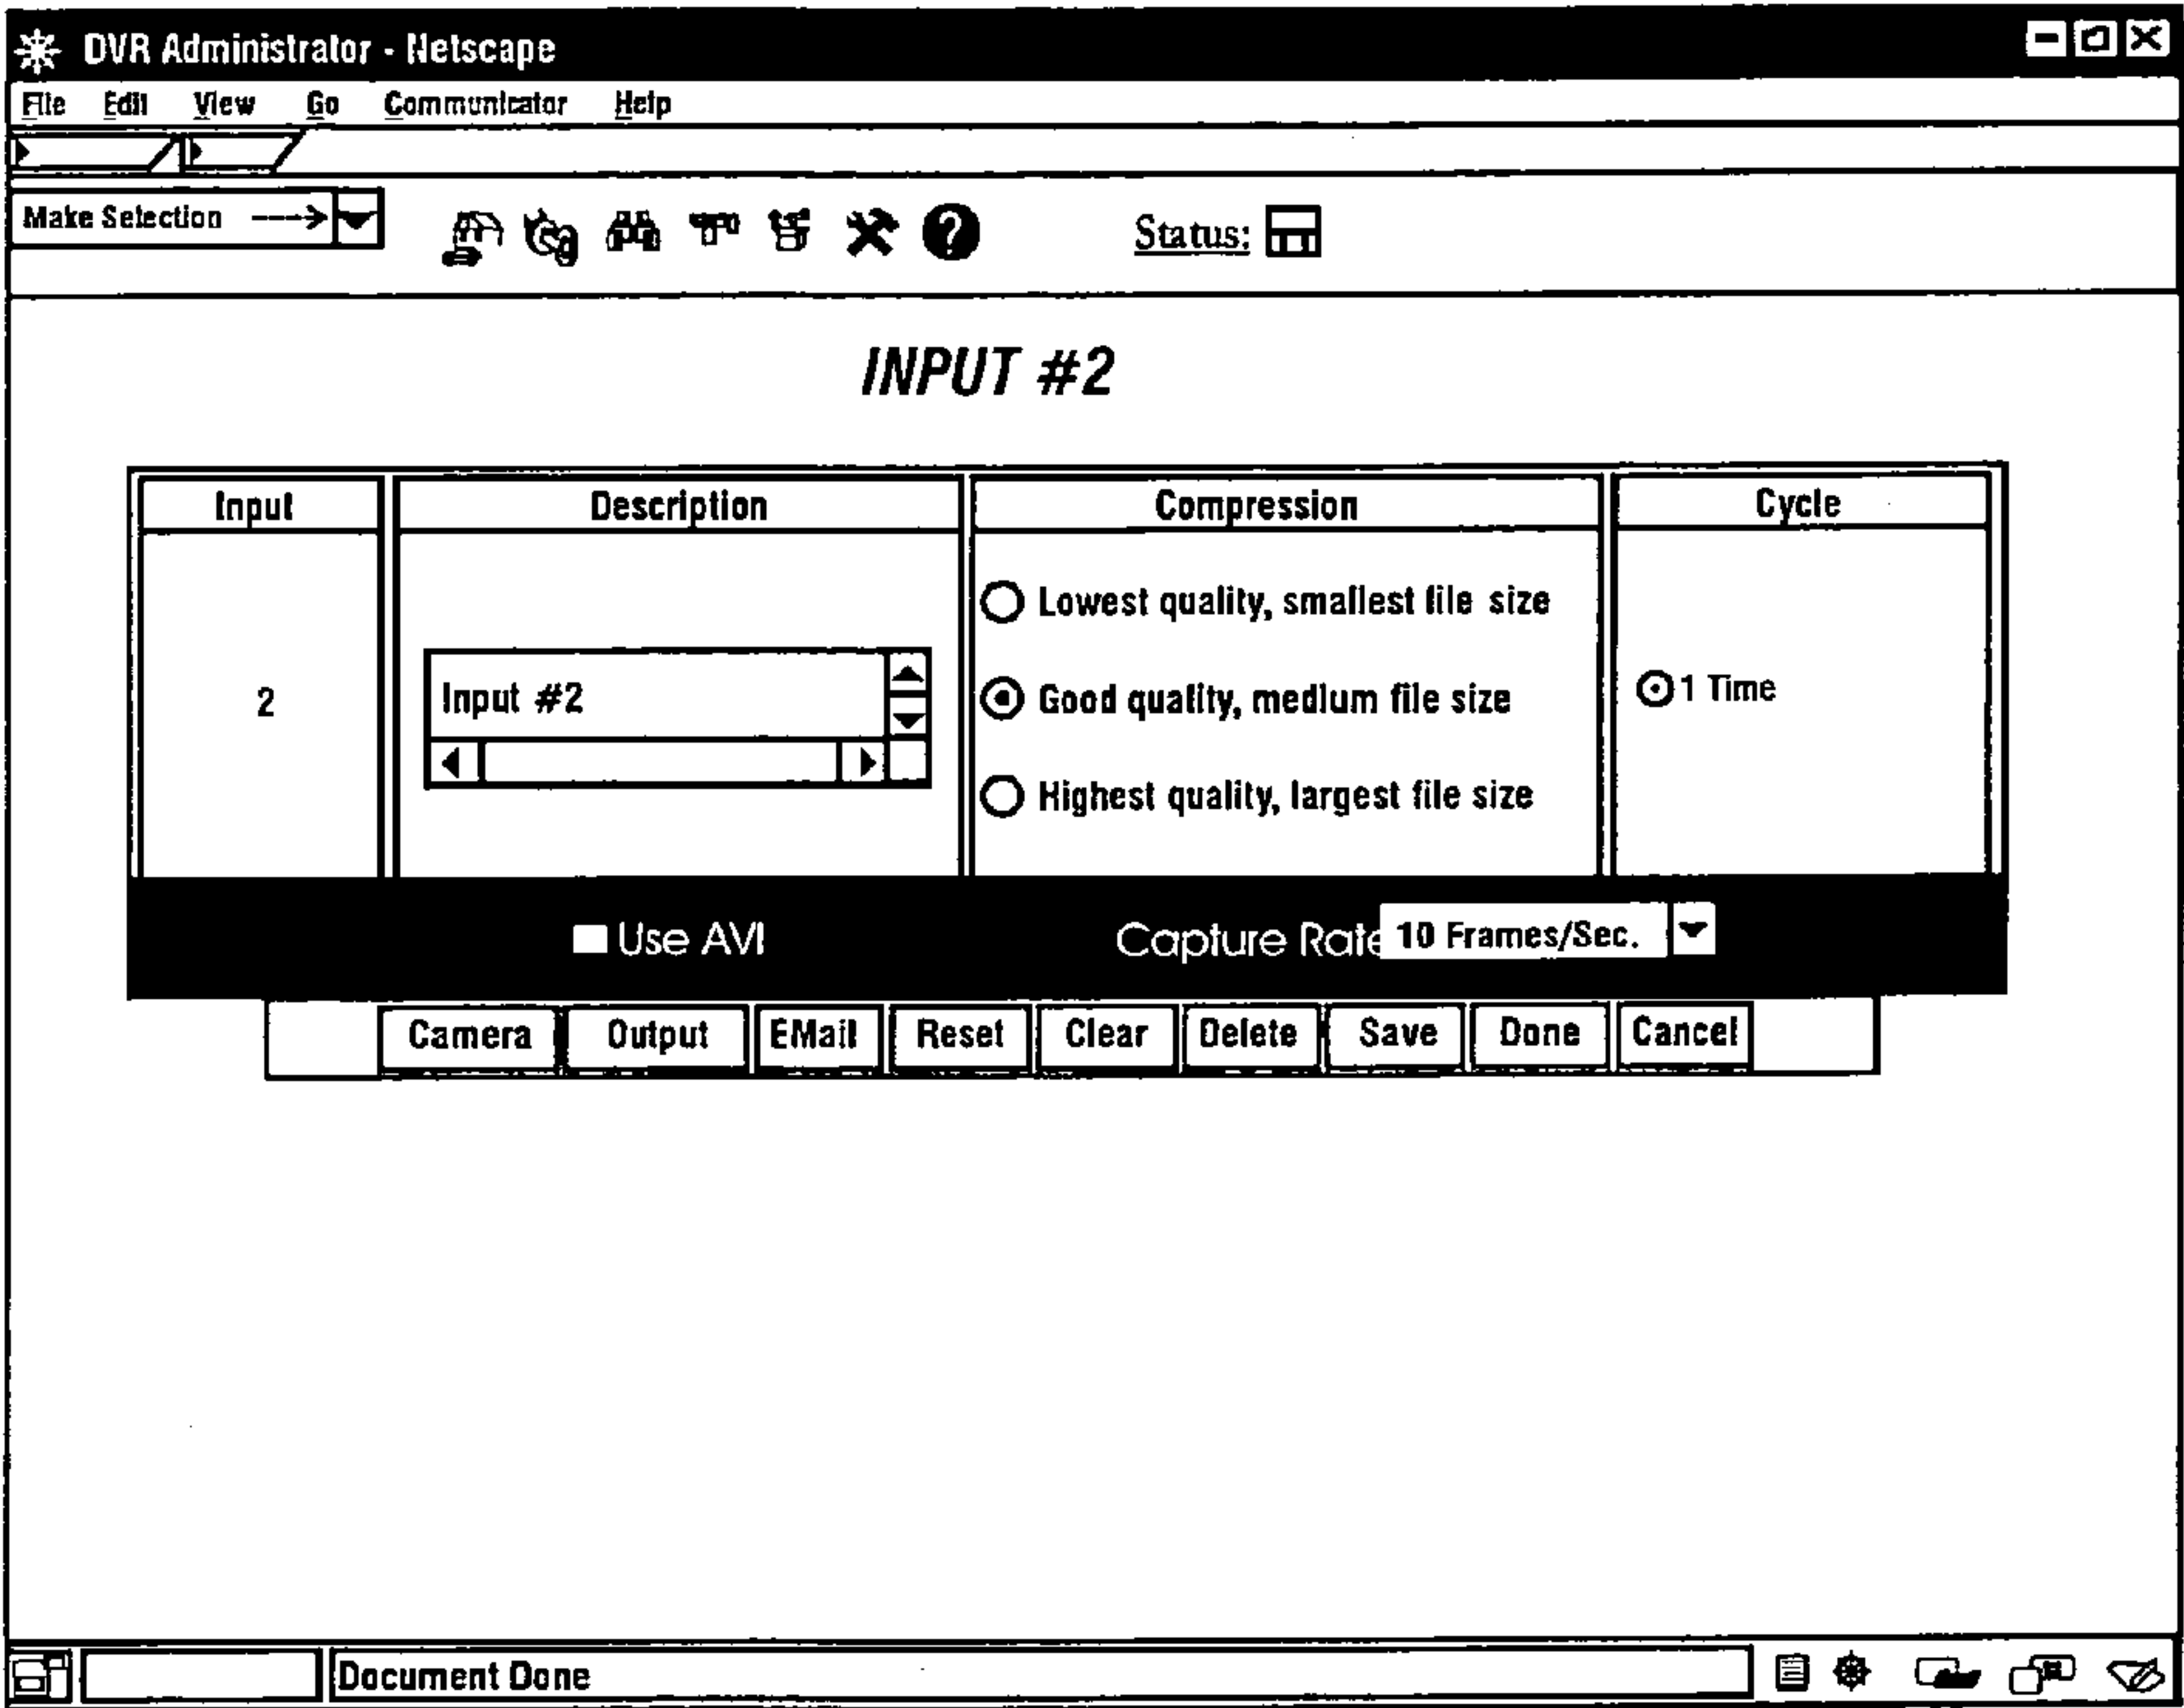 DVR Administrator - Netscape
File Edit View Go Communicator Help
Make Selection ---->
Status:
INPUT #2
Input Description Compression Cycle
Lowest quality, smallest file size
2 Input #2 Good quality, medium file size 1 Time
Highest quality, largest file size
Use AVI Capture Rate 10 Frames/Sec.
Camera Output EMail Reset Clear Delete Save Done Cancel
Document Done